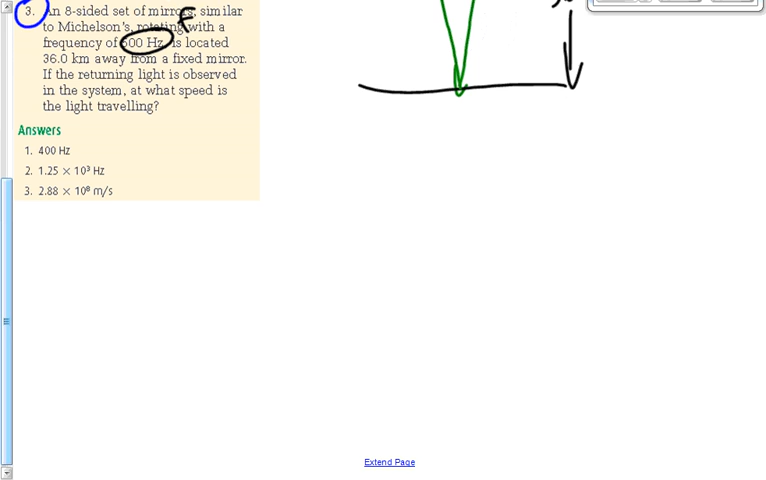 3. An 8-sided set of mirrors, similar
to Michelson's, rotating with a
F
frequency of 500 Hz, is located
36.0 km away from a fixed mirror.
If the returning light is observed
in the system, at what speed is
the light travelling?
Answers
1. 400 Hz
2. 1.25 × 10³ Hz
3. 2.88 × 10⁸ m/s
Extend Page